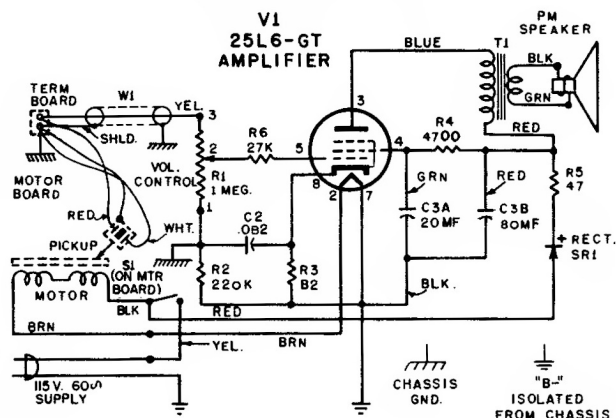 V1
25L6-GT
AMPLIFIER
PM
SPEAKER
T1
BLUE
BLK
GRN
RED
TERM
BOARD
W1
YEL.
SHLD.
3
2
1
VOL.
CONTROL
R1
1 MEG.
R6
27K
3
5
4
8
2
7
R4
4700
MOTOR
BOARD
RED
WHT.
PICKUP
S1
(ON MTR
BOARD)
MOTOR
BLK
BRN
C2
.082
R2
220K
R3
82
GRN
RED
C3A
20MF
C3B
80MF
BLK.
R5
47
+ RECT.
SR1
RED
YEL.
BRN
115 V. 60∿
SUPPLY
CHASSIS
GND.
"B-"
ISOLATED
FROM CHASSIS